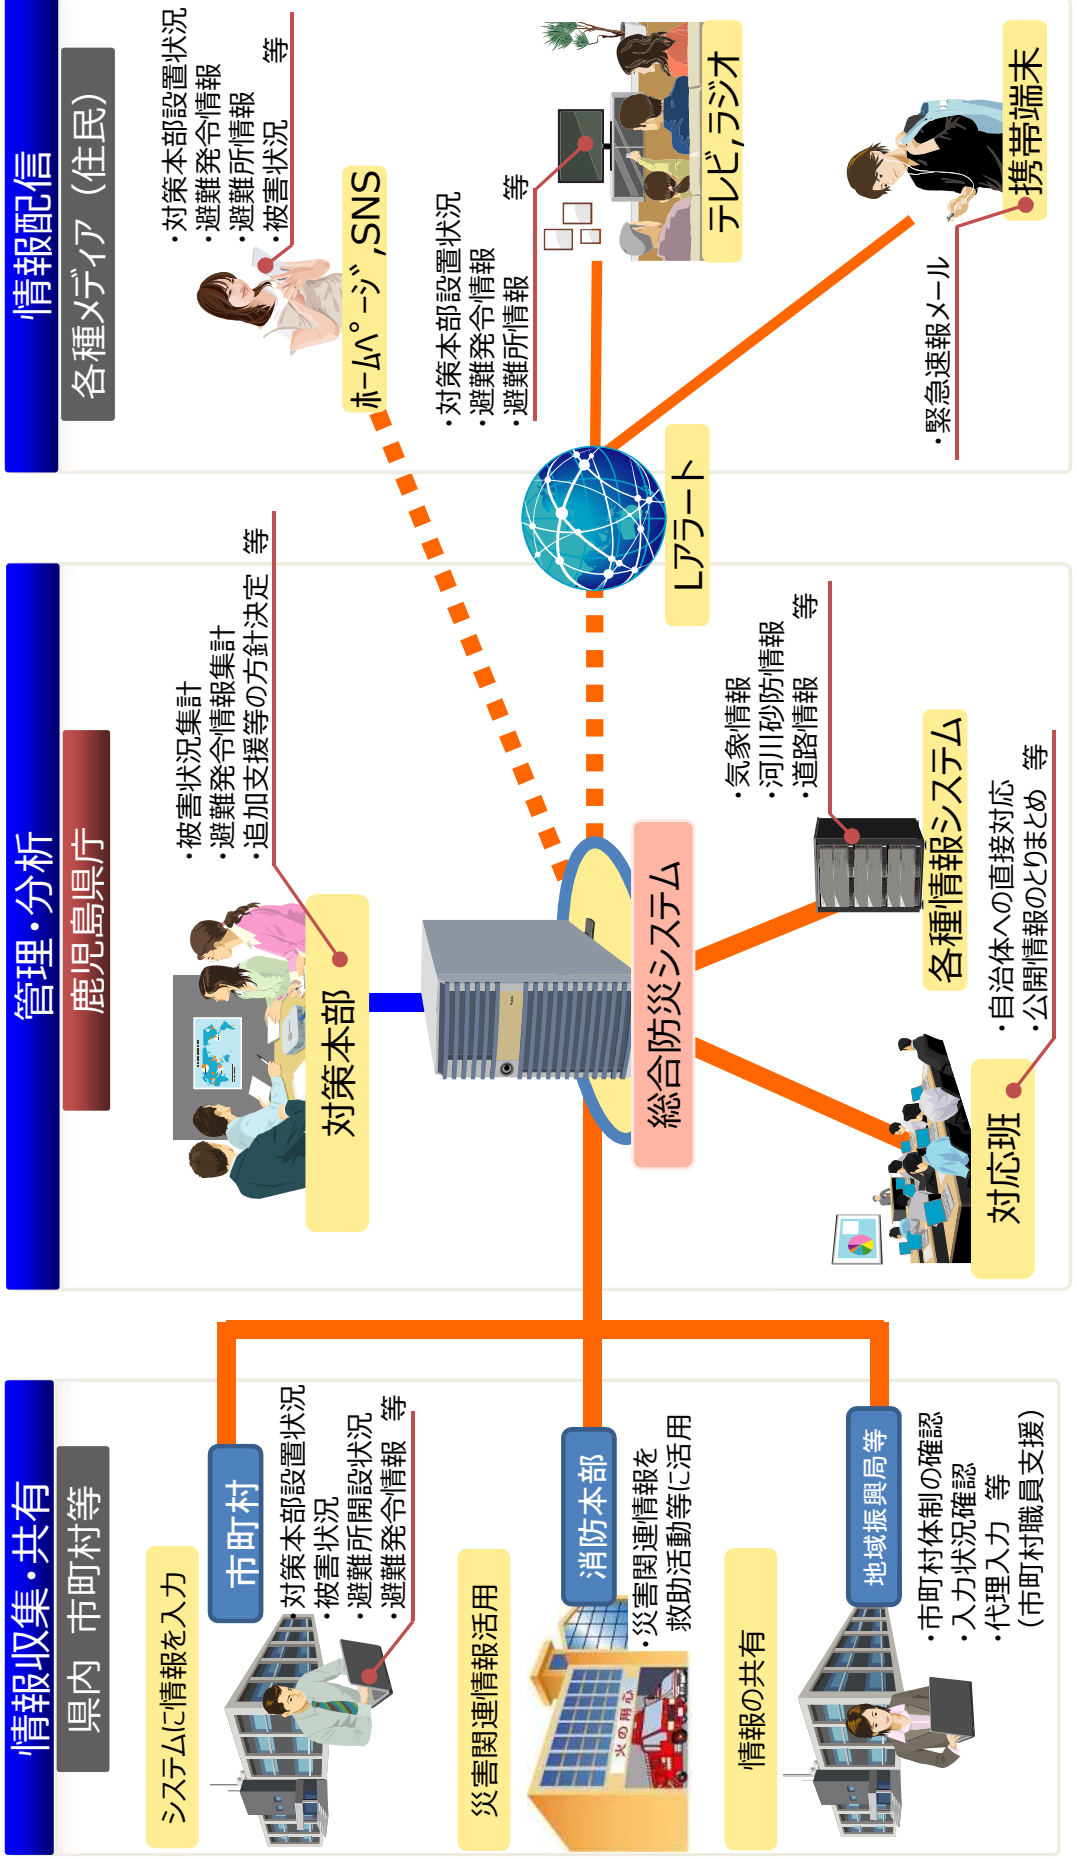 情報収集・共有
県内　市町村等
システムに情報を入力
市町村
・対策本部設置状況
・被害状況
・避難所開設状況
・避難発令情報　等
災害関連情報活用
消防本部
火の用心
・災害関連情報を
救助活動等に活用
情報の共有
地域振興局等
・市町村体制の確認
・入力状況確認
・代理入力　等
（市町村職員支援）
管理・分析
鹿児島県庁
対策本部
・被害状況集計
・避難発令情報集計
・追加支援等の方針決定　等
総合防災システム
対応班
・自治体への直接対応
・公開情報のとりまとめ　等
各種情報システム
・気象情報
・河川砂防情報
・道路情報　等
情報配信
各種メディア（住民）
・対策本部設置状況
・避難発令情報
・避難所情報
・被害状況　等
ﾎｰﾑﾍﾟｰｼﾞ,SNS
・対策本部設置状況
・避難発令情報
・避難所情報　等
テレビ,ラジオ
Lアラート
・緊急速報メール
携帯端末